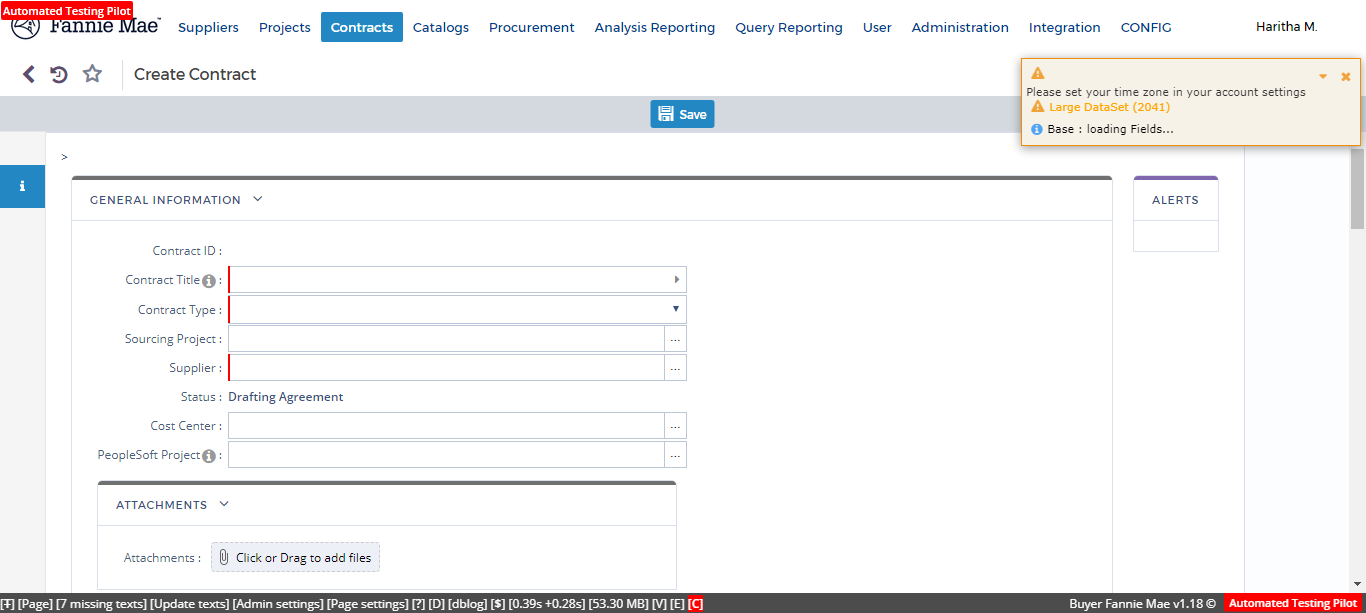 Automated Testing Pilot
Fannie Mae
Suppliers Projects Contracts Catalogs Procurement Analysis Reporting Query Reporting User Administration Integration CONFIG Haritha M.
Create Contract
Please set your time zone in your account settings
Large DataSet (2041)
Base : loading Fields...
Save
>
GENERAL INFORMATION
ALERTS
Contract ID :
Contract Title :
Contract Type :
Sourcing Project : ...
Supplier : ...
Status : Drafting Agreement
Cost Center : ...
PeopleSoft Project : ...
ATTACHMENTS
Attachments : Click or Drag to add files
[Ŧ] [Page] [7 missing texts] [Update texts] [Admin settings] [Page settings] [?] [D] [dblog] [$] [0.39s +0.28s] [53.30 MB] [V] [E] [C] Buyer Fannie Mae v1.18 © Automated Testing Pilot